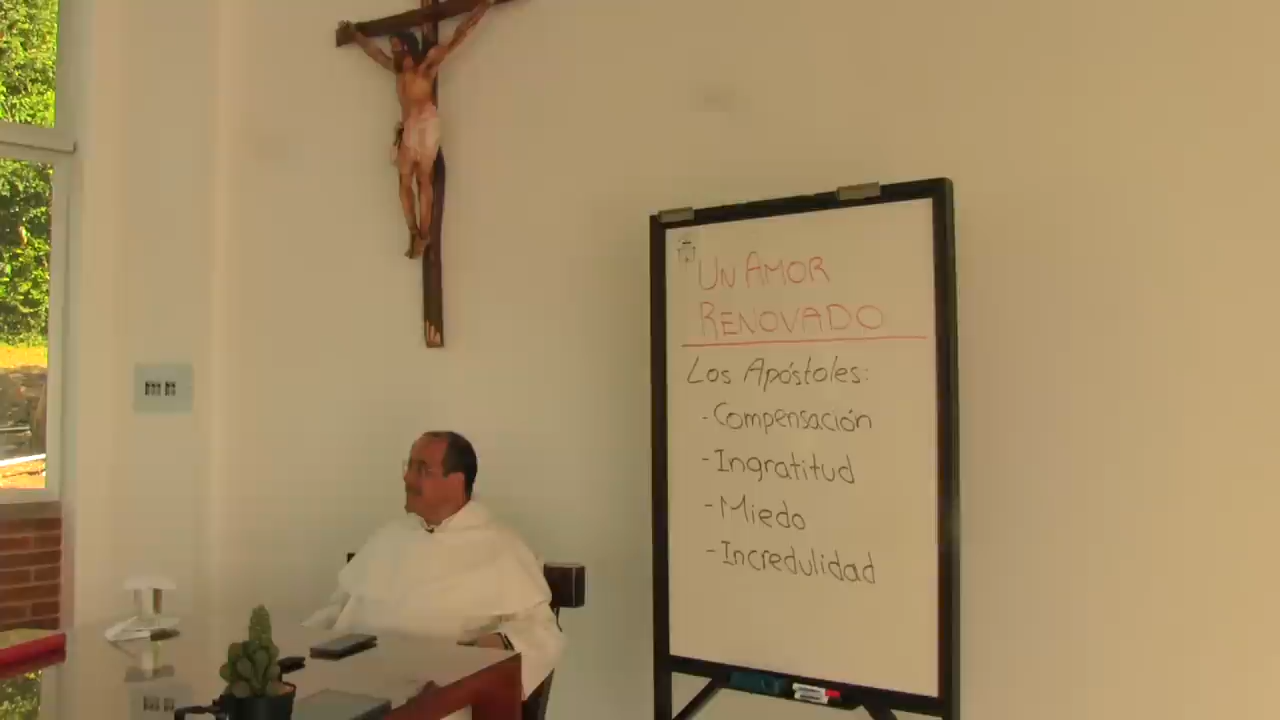 UN AMOR
RENOVADO
Los Apóstoles:
- Compensación
- Ingratitud
- Miedo
- Incredulidad